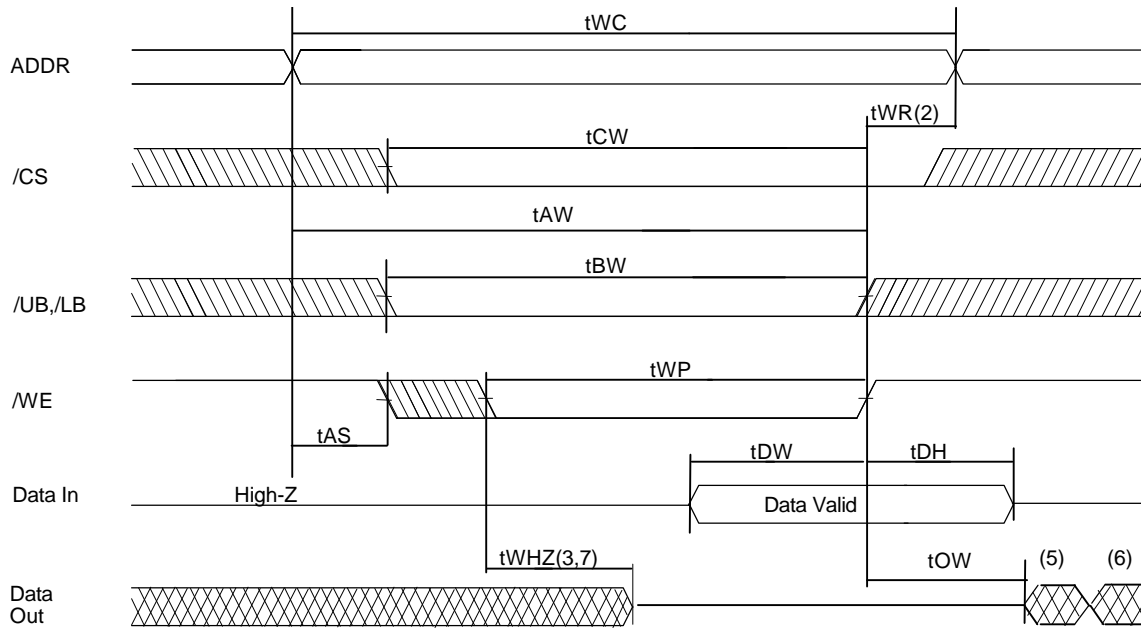 tWC
ADDR
tWR(2)
tCW
/CS
tAW
tBW
/UB,/LB
tWP
/WE
tAS
tDW
tDH
Data In
High-Z
Data Valid
tWHZ(3,7)
tOW
(5)
(6)
Data
Out